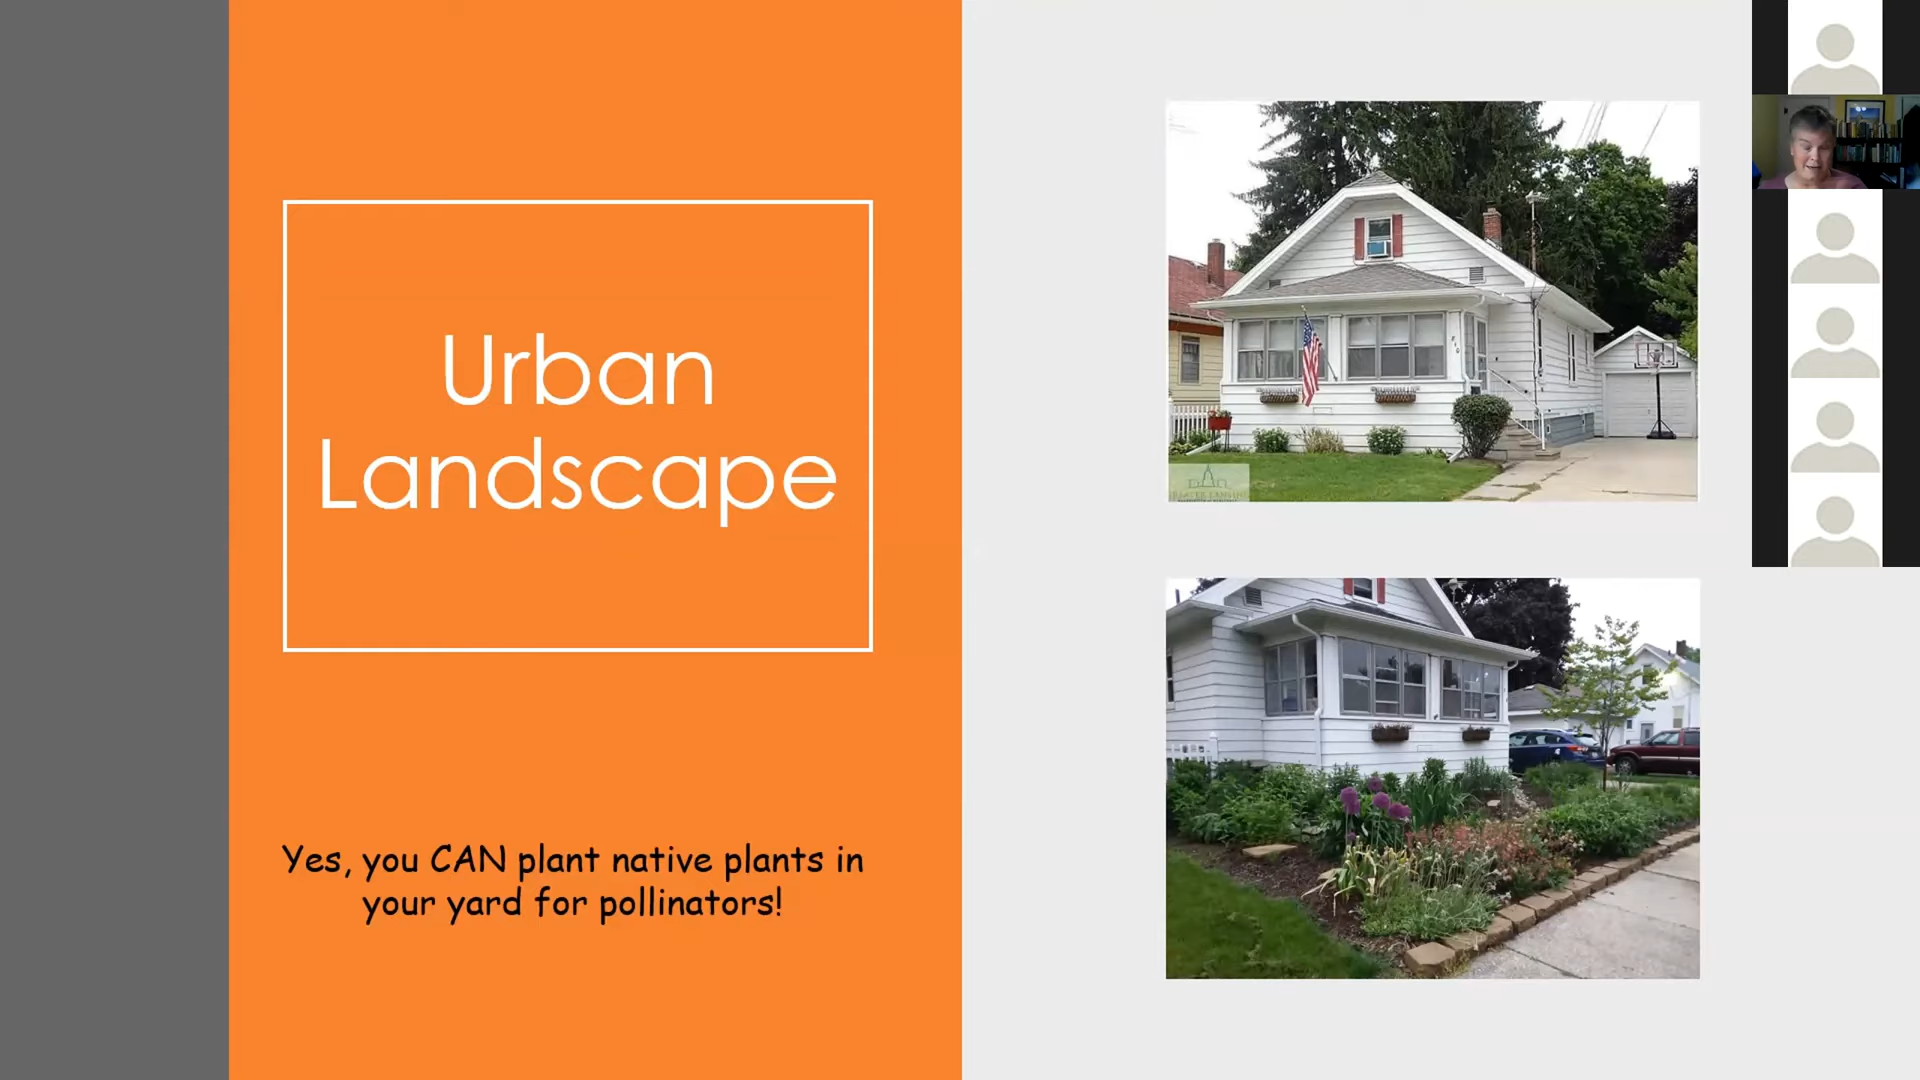 Urban
Landscape
Yes, you CAN plant native plants in
your yard for pollinators!